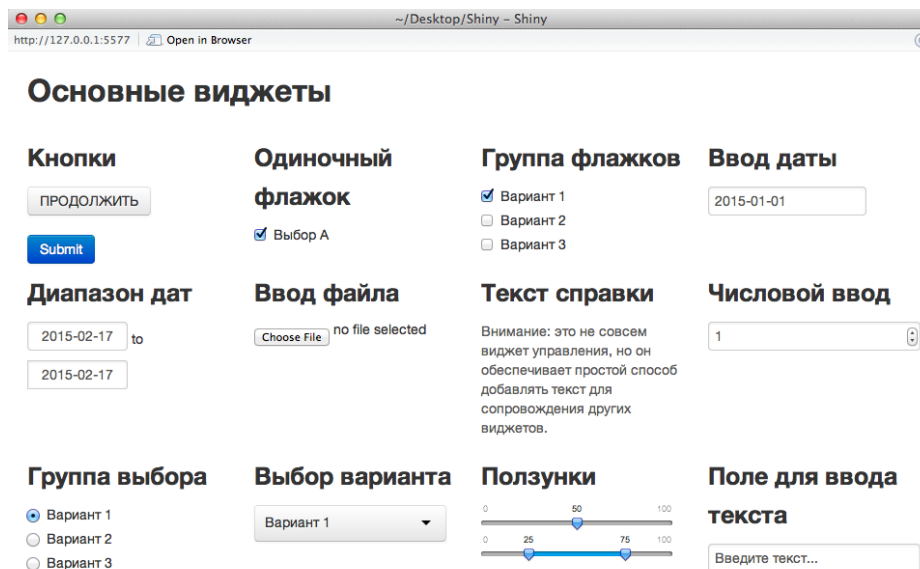 ~/Desktop/Shiny – Shiny
http://127.0.0.1:5577 Open in Browser
Основные виджеты
Кнопки
ПРОДОЛЖИТЬ
Submit
Одиночный
флажок
Выбор А
Группа флажков
Вариант 1
Вариант 2
Вариант 3
Ввод даты
2015-01-01
Диапазон дат
2015-02-17 to
2015-02-17
Ввод файла
Choose File no file selected
Текст справки
Внимание: это не совсем
виджет управления, но он
обеспечивает простой способ
добавлять текст для
сопровождения других
виджетов.
Числовой ввод
1
Группа выбора
Вариант 1
Вариант 2
Вариант 3
Выбор варианта
Вариант 1
Ползунки
0 50 100
0 25 75 100
Поле для ввода
текста
Введите текст...